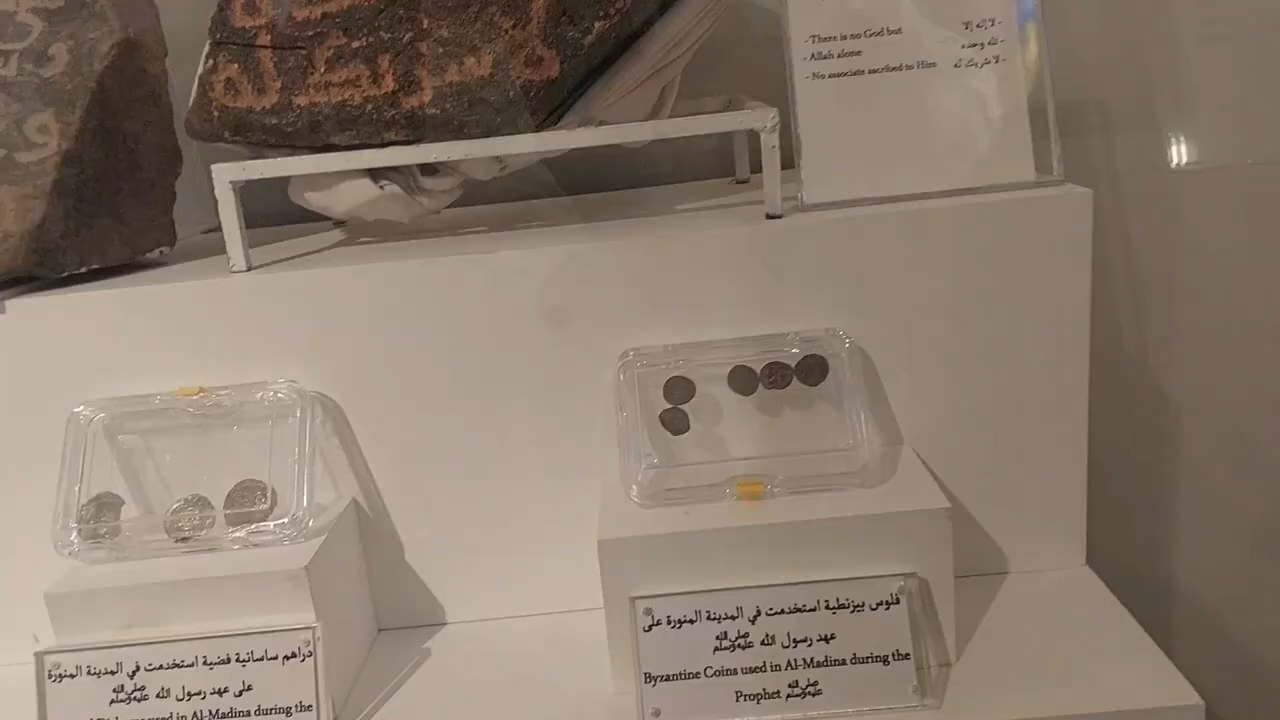 - There is no God but
- لا إله إلا
- Allah alone
- لله وحده
- No associate ascribed to Him
- لا شريك له
شريك له
فلوس بيزنطية استخدمت في المدينة المنورة على
عهد رسول الله ﷺ
Byzantine Coins used in Al-Madina during the
Prophet ﷺ
دراهم ساسانية فضية استخدمت في المدينة المنورة
على عهد رسول الله ﷺ
used in Al-Madina during the